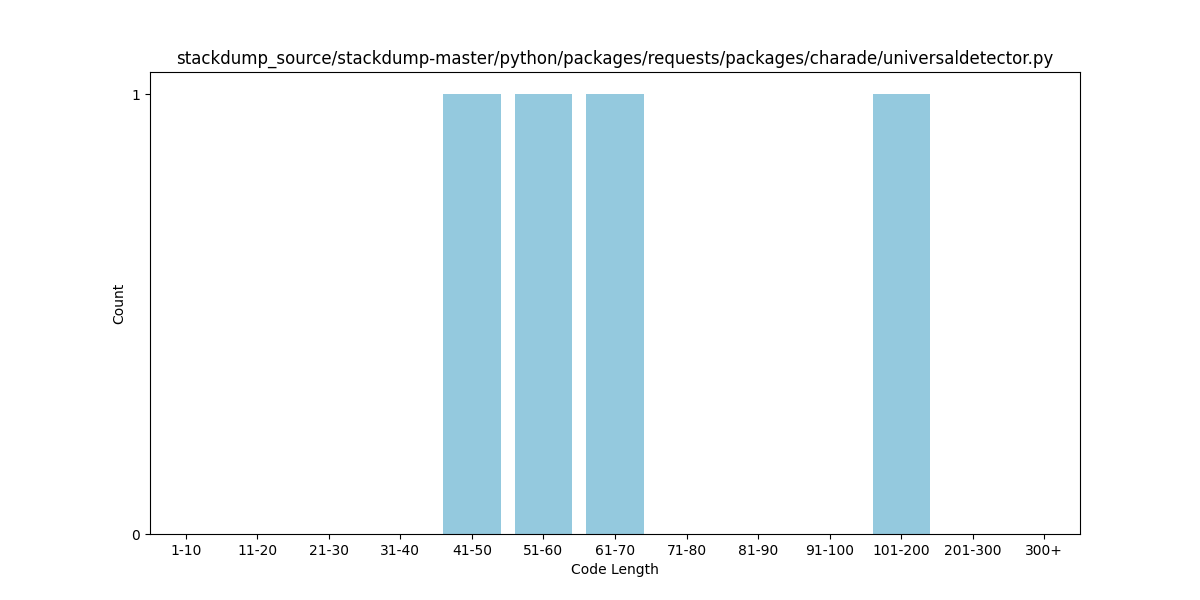 stackdump_source/stackdump-master/python/packages/requests/packages/charade/universaldetector.py
1
Count
0
1-10 11-20 21-30 31-40 41-50 51-60 61-70 71-80 81-90 91-100 101-200 201-300 300+
Code Length